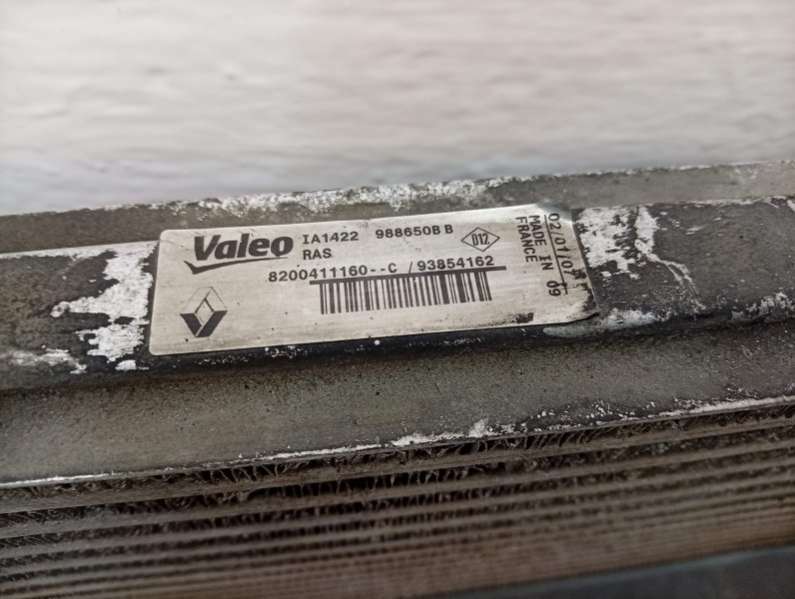 Valeo IA1422 988650B B D12
RAS
8200411160--C / 93854162
02/01/07
MADE IN 09
FRANCE